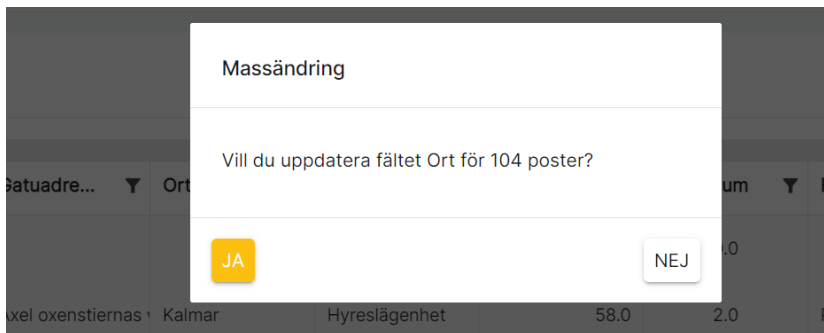 Massändring
Vill du uppdatera fältet Ort för 104 poster?
Gatuadre... Ort um
JA NEJ .0
Axel oxenstiernas Kalmar Hyreslägenhet 58.0 2.0